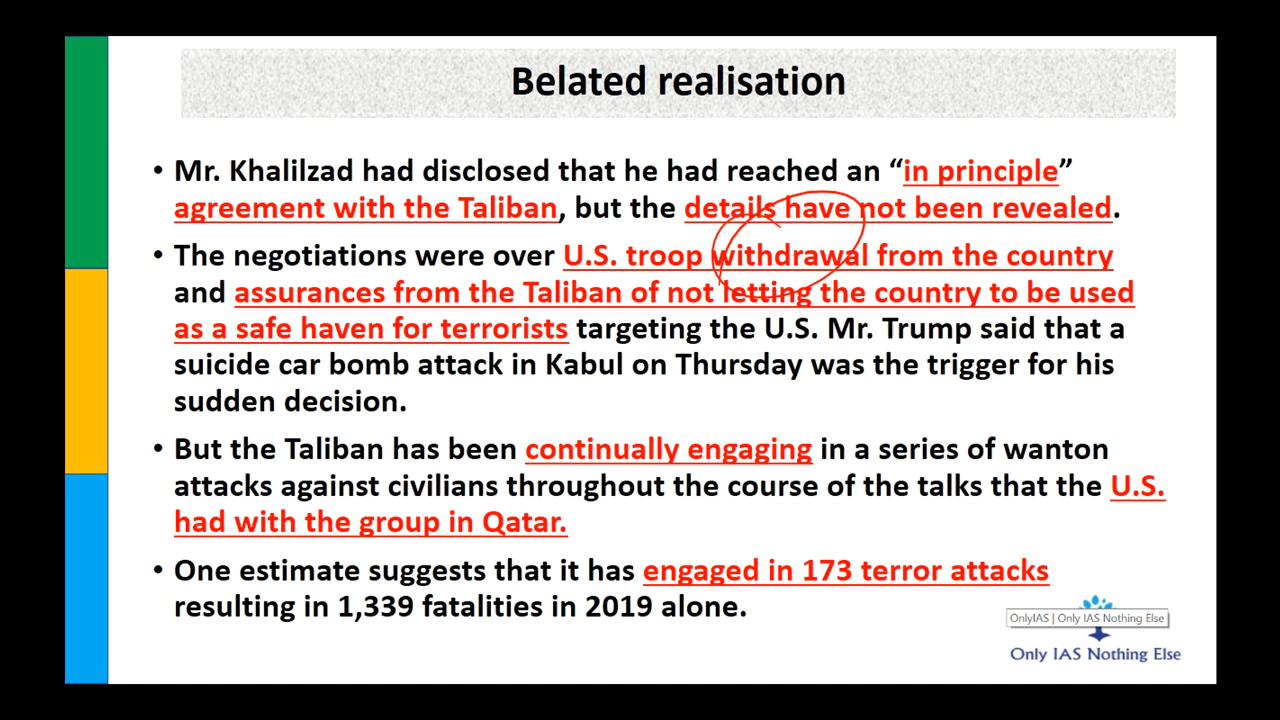 Belated realisation
• Mr. Khalilzad had disclosed that he had reached an “in principle”
agreement with the Taliban, but the details have not been revealed.
• The negotiations were over U.S. troop withdrawal from the country
and assurances from the Taliban of not letting the country to be used
as a safe haven for terrorists targeting the U.S. Mr. Trump said that a
suicide car bomb attack in Kabul on Thursday was the trigger for his
sudden decision.
• But the Taliban has been continually engaging in a series of wanton
attacks against civilians throughout the course of the talks that the U.S.
had with the group in Qatar.
• One estimate suggests that it has engaged in 173 terror attacks
resulting in 1,339 fatalities in 2019 alone.
OnlyIAS | Only IAS Nothing Else
Only IAS Nothing Else